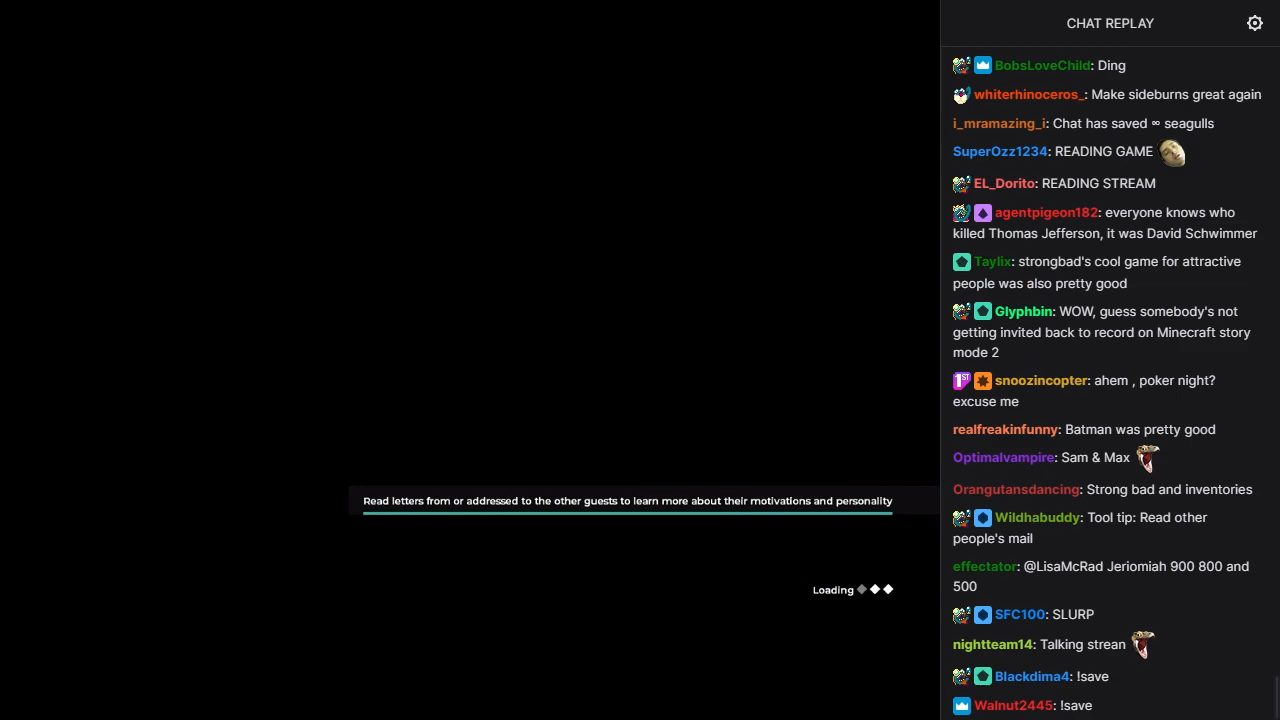 CHAT REPLAY
BobsLoveChild: Ding
whiterhinoceros_: Make sideburns great again
i_mramazing_i: Chat has saved ∞ seagulls
SuperOzz1234: READING GAME
EL_Dorito: READING STREAM
agentpigeon182: everyone knows who
killed Thomas Jefferson, it was David Schwimmer
Taylix: strongbad's cool game for attractive
people was also pretty good
Glyphbin: WOW, guess somebody's not
getting invited back to record on Minecraft story
mode 2
1ST snoozincopter: ahem , poker night?
excuse me
realfreakinfunny: Batman was pretty good
Optimalvampire: Sam & Max
Orangutansdancing: Strong bad and inventories
Wildhabuddy: Tool tip: Read other
people's mail
effectator: @LisaMcRad Jeriomiah 900 800 and
500
SFC100: SLURP
nightteam14: Talking strean
Blackdima4: !save
Walnut2445: !save
Read letters from or addressed to the other guests to learn more about their motivations and personality
Loading